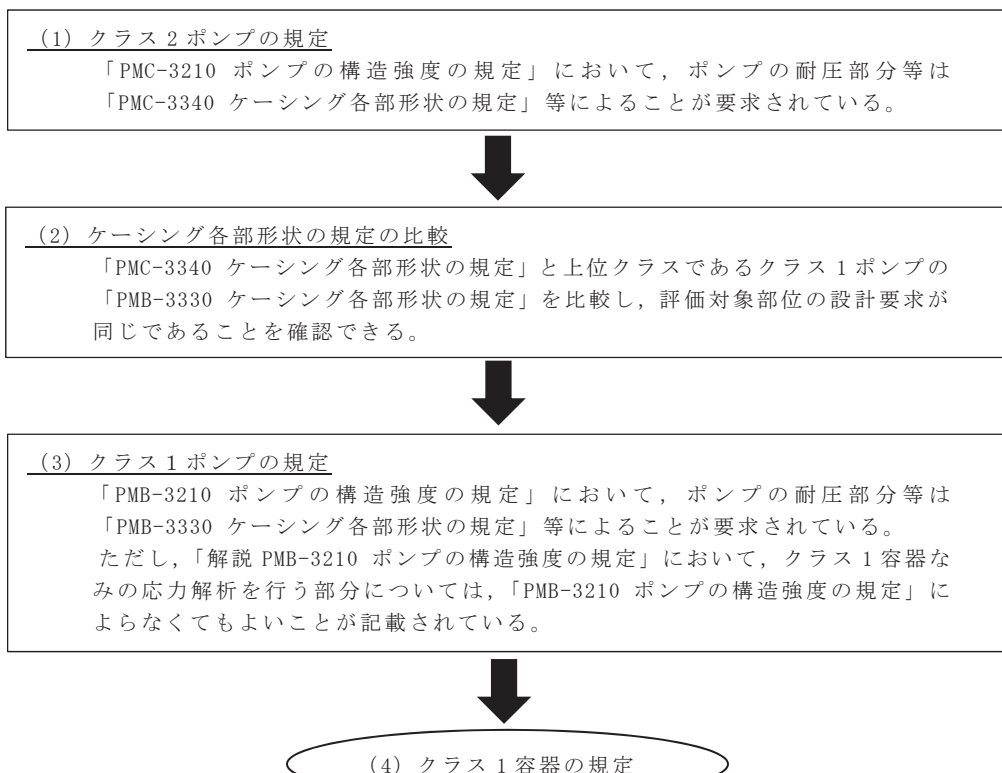 (1) クラス2ポンプの規定
「PMC-3210 ポンプの構造強度の規定」において,ポンプの耐圧部分等は
「PMC-3340 ケーシング各部形状の規定」等によることが要求されている。
(2) ケーシング各部形状の規定の比較
「PMC-3340 ケーシング各部形状の規定」と上位クラスであるクラス1ポンプの
「PMB-3330 ケーシング各部形状の規定」を比較し,評価対象部位の設計要求が
同じであることを確認できる。
(3) クラス1ポンプの規定
「PMB-3210 ポンプの構造強度の規定」において,ポンプの耐圧部分等は
「PMB-3330 ケーシング各部形状の規定」等によることが要求されている。
ただし,「解説 PMB-3210 ポンプの構造強度の規定」において,クラス1容器な
みの応力解析を行う部分については,「PMB-3210 ポンプの構造強度の規定」に
よらなくてもよいことが記載されている。
(4) クラス1容器の規定